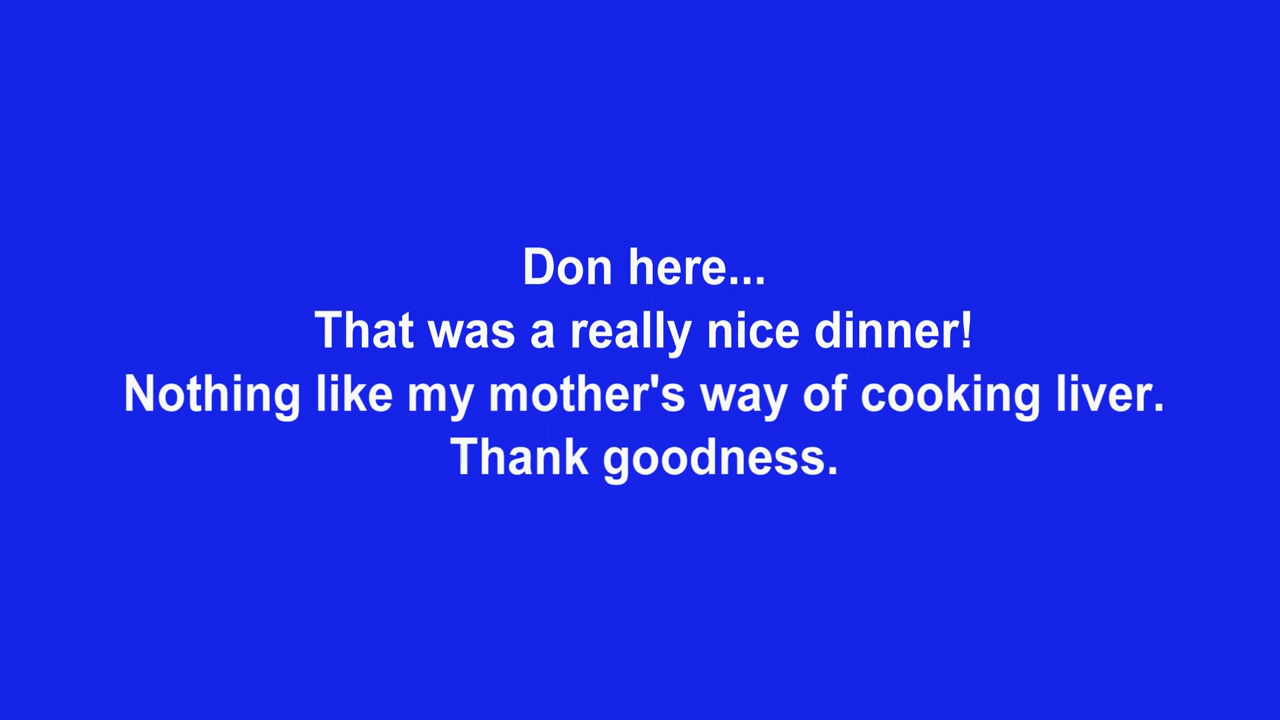 Don here...
That was a really nice dinner!
Nothing like my mother's way of cooking liver.
Thank goodness.